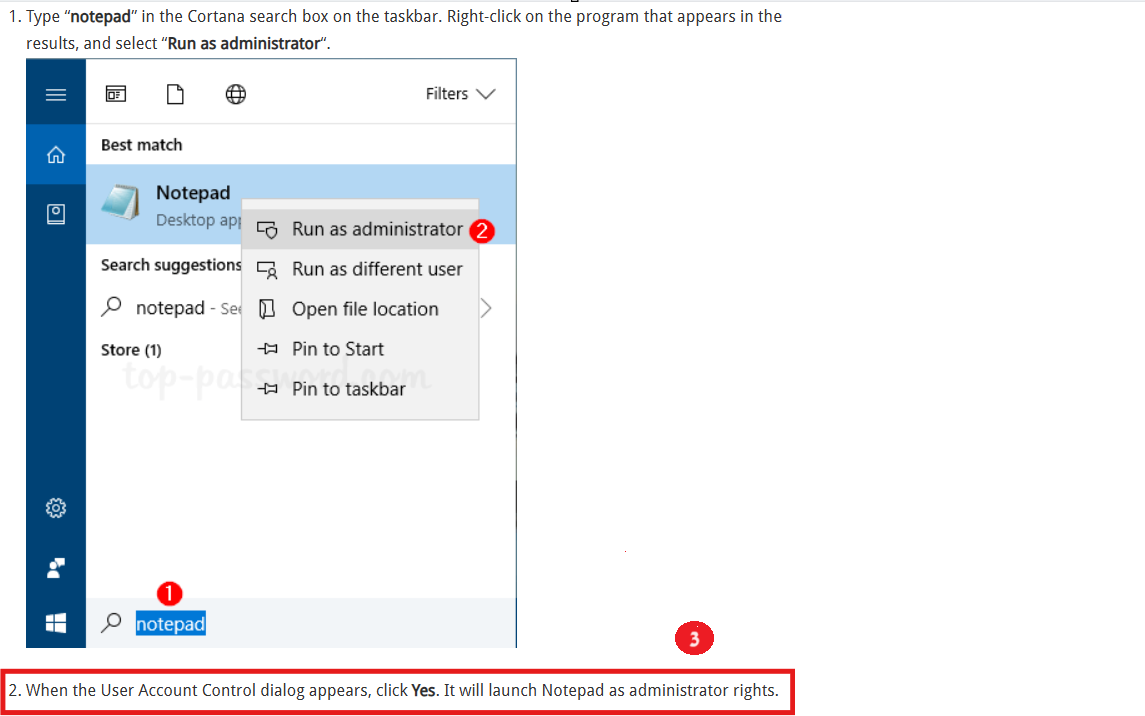 1. Type “notepad” in the Cortana search box on the taskbar. Right-click on the program that appears in the
results, and select “Run as administrator“.
Filters
Best match
Notepad
Desktop app
Run as administrator 2
Search suggestions
Run as different user
notepad - See
Open file location
Store (1)
Pin to Start
top-password.com
Pin to taskbar
1
notepad
3
2. When the User Account Control dialog appears, click Yes. It will launch Notepad as administrator rights.